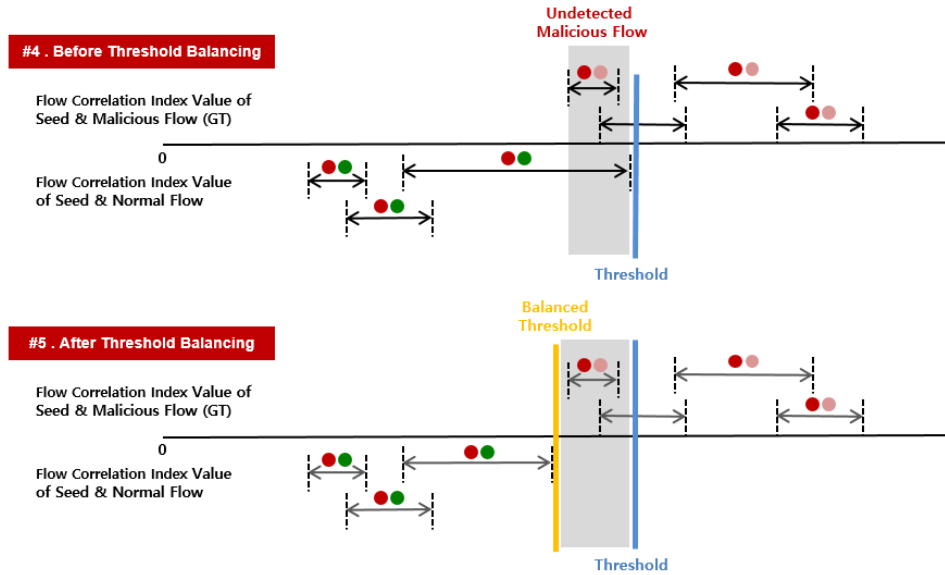 Undetected
Malicious Flow
#4 . Before Threshold Balancing
Flow Correlation Index Value of
Seed & Malicious Flow (GT)
0
Flow Correlation Index Value
of Seed & Normal Flow
Threshold
Balanced
Threshold
#5 . After Threshold Balancing
Flow Correlation Index Value of
Seed & Malicious Flow (GT)
0
Flow Correlation Index Value
of Seed & Normal Flow
Threshold